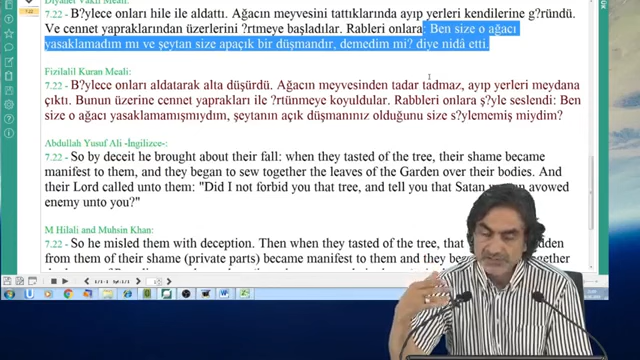 Diyanet Vakfi Meali:
7.22 - B?ylece onları hile ile aldattı. Ağacın meyvesini tattıklarında ayıp yerleri kendilerine g?ründü.
Ve cennet yapraklarından üzerlerini ?rtmeye başladılar. Rableri onlara: Ben size o ağacı
yasaklamadım mı ve şeytan size apaçık bir düşmandır, demedim mi? diye nidâ etti.
Fizilalil Kuran Meali:
7.22 - B?ylece onları aldatarak alta düşürdü. Ağacın meyvesinden tadar tadmaz, ayıp yerleri meydana
çıktı. Bunun üzerine cennet yaprakları ile ?rtünmeye koyuldular. Rabbleri onlara ş?yle seslendi: Ben
size o ağacı yasaklamamışmıydım, şeytanın açık düşmanınız olduğunu size s?ylememiş miydim?
Abdullah Yusuf Ali -İngilizce-:
7.22 - So by deceit he brought about their fall: when they tasted of the tree, their shame became
manifest to them, and they began to sew together the leaves of the Garden over their bodies. And
their Lord called unto them: "Did I not forbid you that tree, and tell you that Satan an avowed
enemy unto you?"
M Hilali and Muhsin Khan:
7.22 - So he misled them with deception. Then when they tasted of the tree, that
from them of their shame (private parts) became manifest to them and they